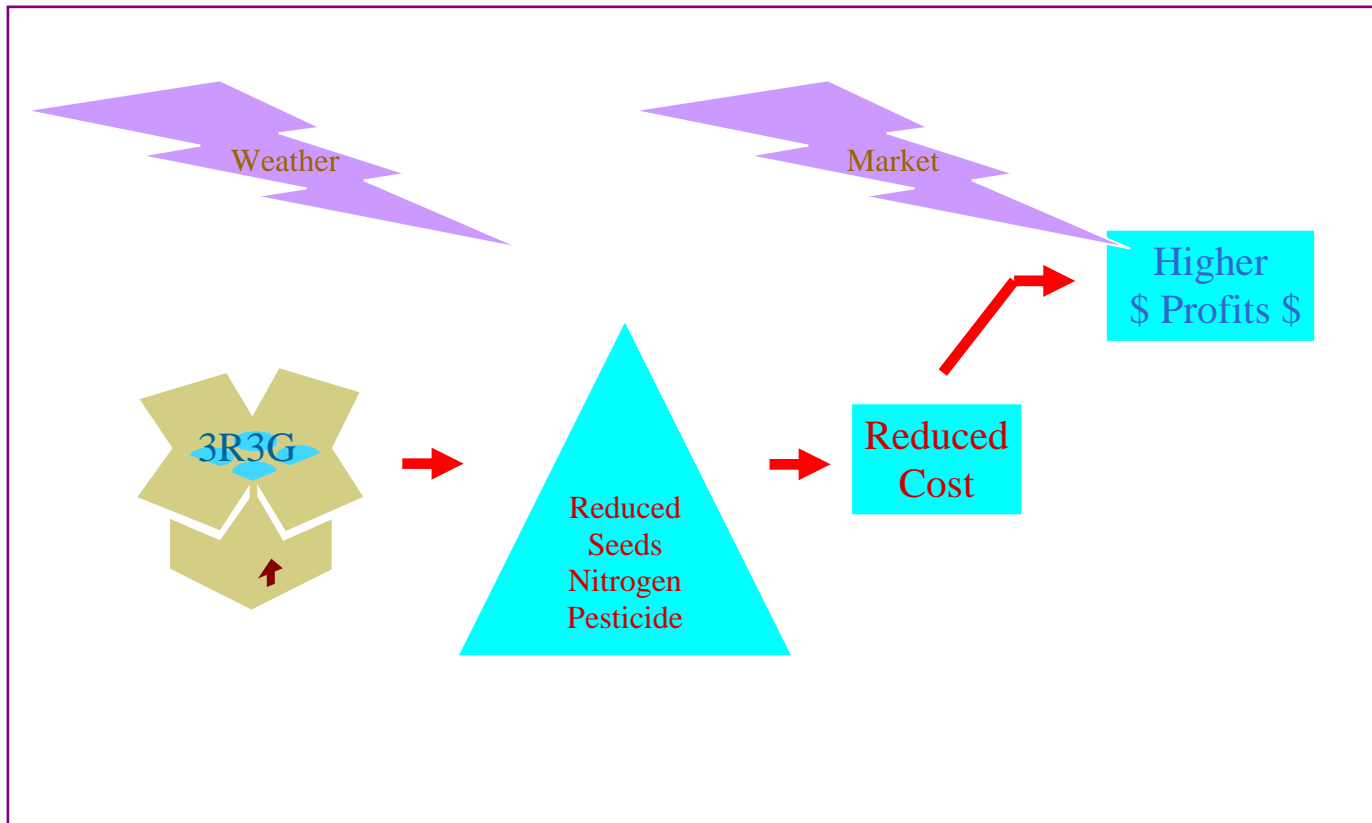 Weather
Market
Higher
$ Profits $
3R3G
Reduced
Seeds
Nitrogen
Pesticide
Reduced
Cost